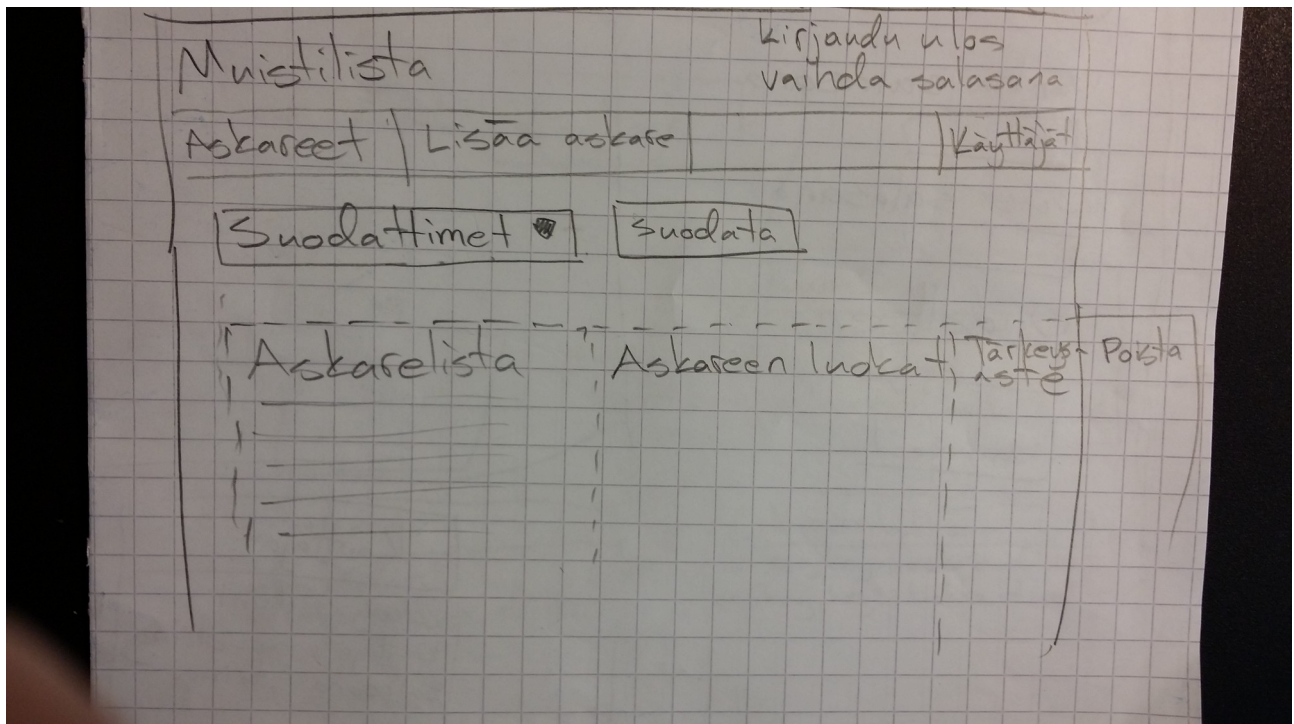 Muistilista
kirjaudu ulos
vaihda salasana
Askareet Lisää askare Käyttäjät
Suodattimet Suodata
Askarelista Askareen luokat Tärkeys- Poista
aste